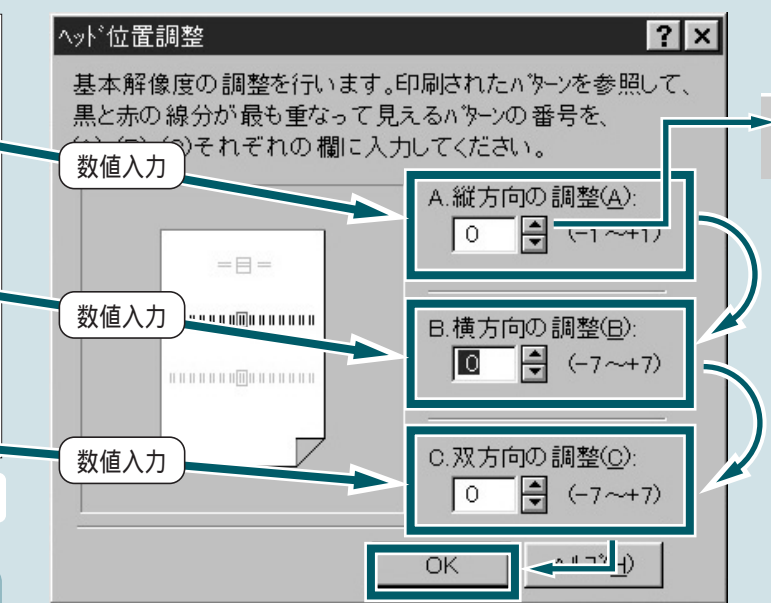 ヘッド位置調整
基本解像度の調整を行います。印刷されたパターンを参照して、
黒と赤の線分が最も重なって見えるパターンの番号を、
それぞれの欄に入力してください。
数値入力
A.縦方向の調整(A):
0 (-1～+1)
数値入力
B.横方向の調整(B):
0 (-7～+7)
数値入力
C.双方向の調整(C):
0 (-7～+7)
OK